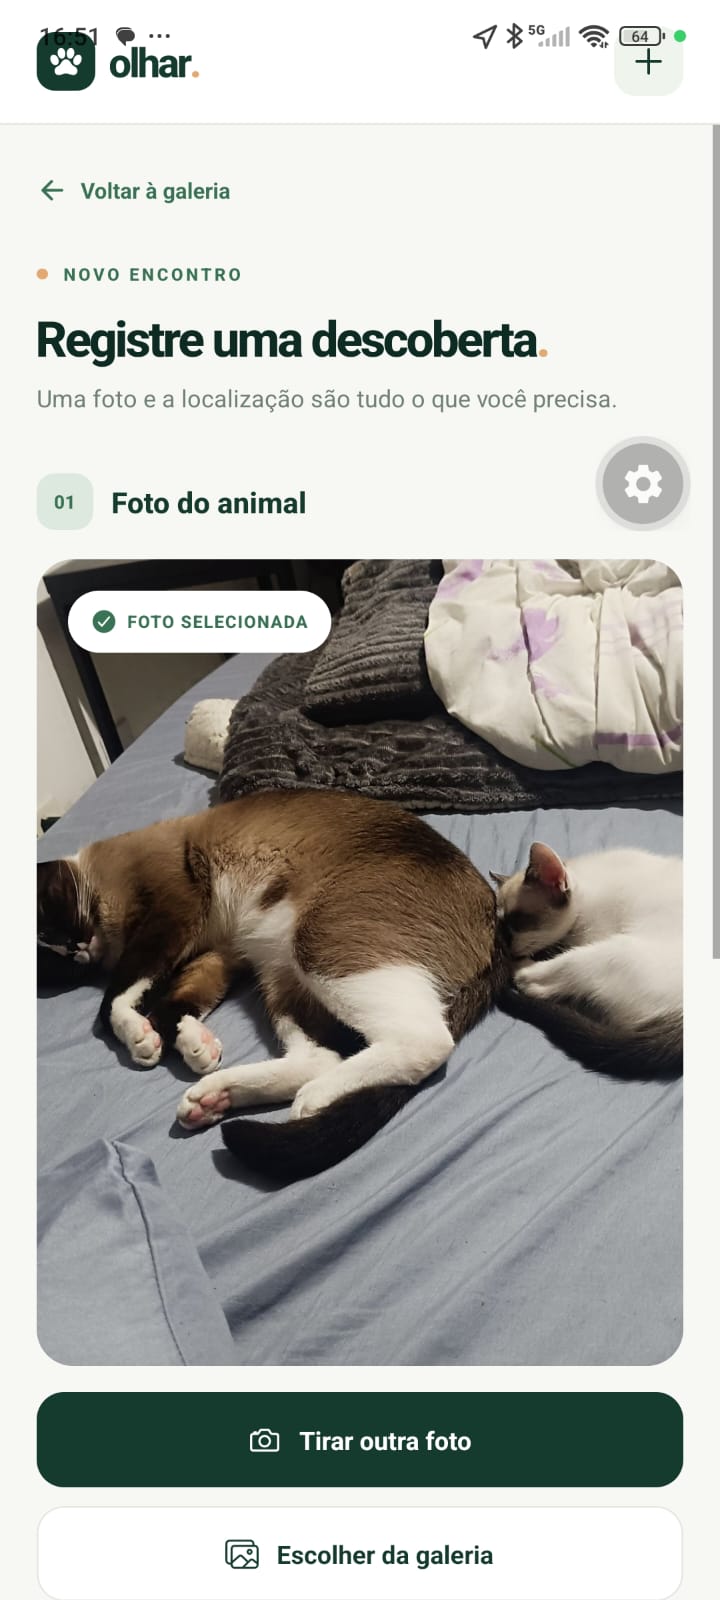 16:51
5G
64
olhar.
Voltar à galeria
NOVO ENCONTRO
Registre uma descoberta.
Uma foto e a localização são tudo o que você precisa.
01
Foto do animal
FOTO SELECIONADA
Tirar outra foto
Escolher da galeria